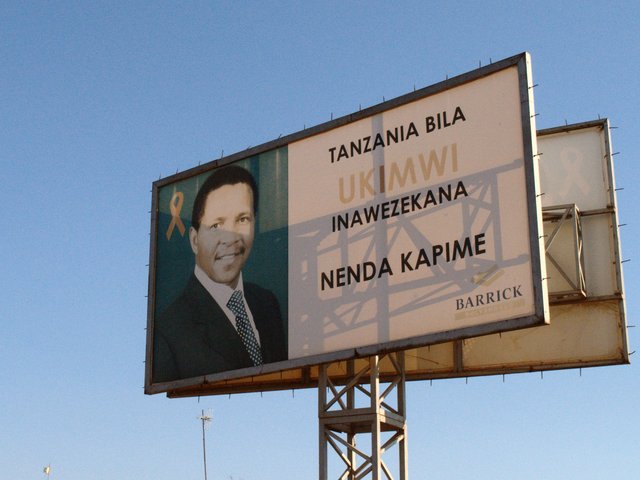 TANZANIA BILA
UKIMWI
INAWEZEKANA
NENDA KAPIME
BARRICK